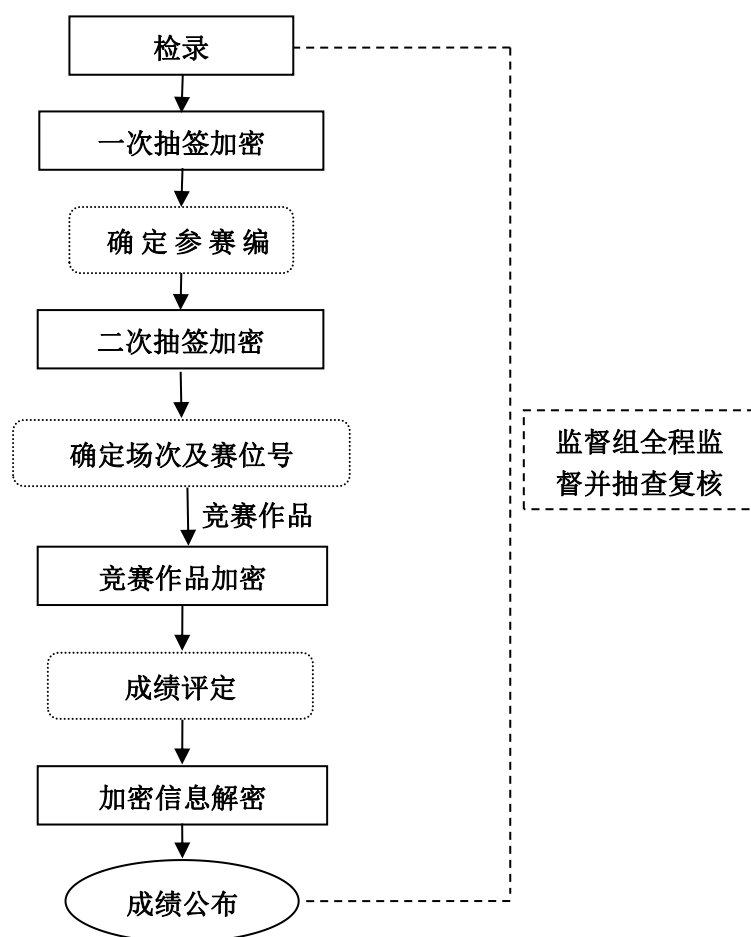 检录
一次抽签加密
确定参赛编
二次抽签加密
确定场次及赛位号
竞赛作品
竞赛作品加密
成绩评定
加密信息解密
成绩公布
监督组全程监
督并抽查复核